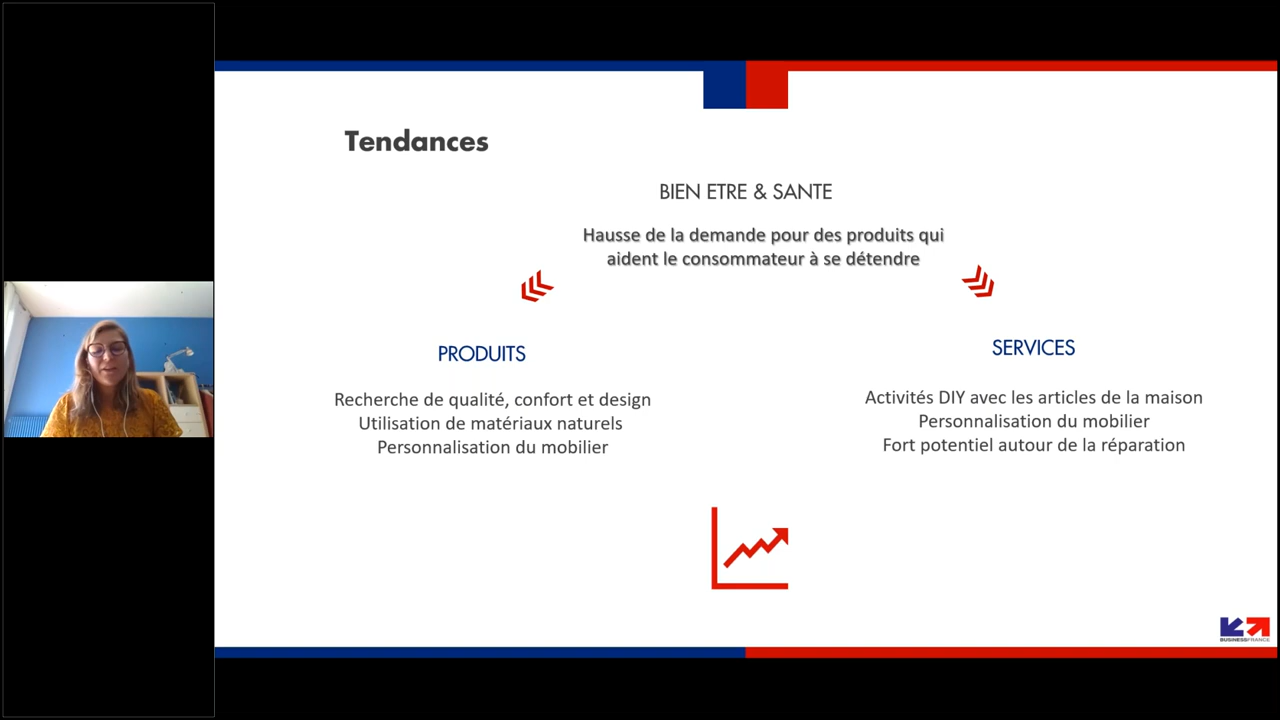 Tendances
BIEN ETRE & SANTE
Hausse de la demande pour des produits qui
aident le consommateur à se détendre
PRODUITS
Recherche de qualité, confort et design
Utilisation de matériaux naturels
Personnalisation du mobilier
SERVICES
Activités DIY avec les articles de la maison
Personnalisation du mobilier
Fort potentiel autour de la réparation
BUSINESSFRANCE